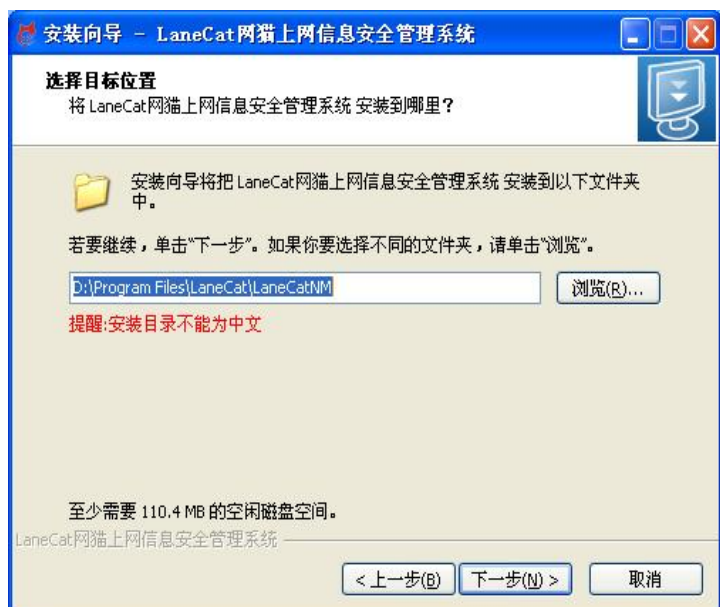 安装向导 - LaneCat网猫上网信息安全管理系统
选择目标位置
将 LaneCat网猫上网信息安全管理系统 安装到哪里？
安装向导将把 LaneCat网猫上网信息安全管理系统 安装到以下文件夹
中。
若要继续，单击“下一步”。如果你要选择不同的文件夹，请单击“浏览”。
D:\Program Files\LaneCat\LaneCatNM
浏览(R)...
提醒:安装目录不能为中文
至少需要 110.4 MB 的空闲磁盘空间。
LaneCat网猫上网信息安全管理系统
< 上一步(B) 下一步(N) > 取消